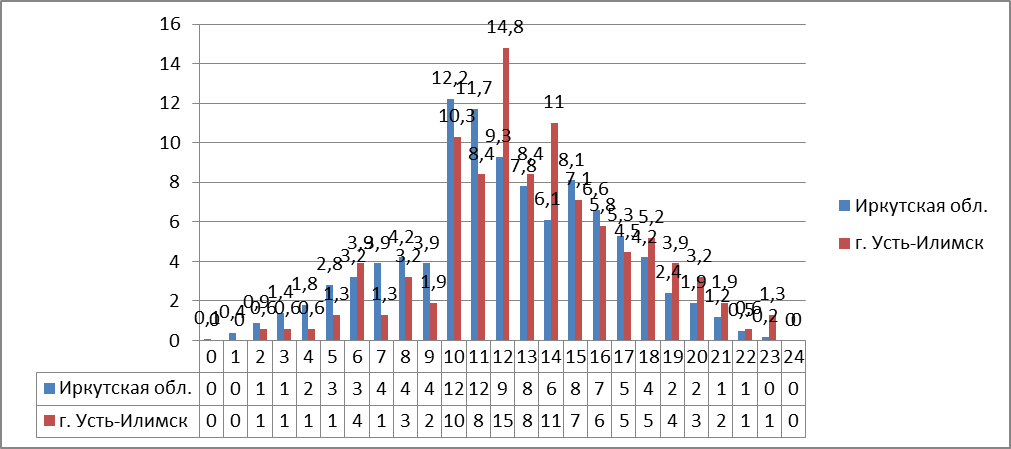 16
14
12
10
8
6
4
2
0
0,1 0,4 0,9 1,4 1,8 2,8 3,2 3,9 4,2 3,9 12,2 11,7 9,3 7,8 6,1 8,1 6,6 5,3 4,2 2,4 1,9 1,2 0,5 0,2 0
0 0 0,6 0,6 0,6 1,3 3,9 1,3 3,2 1,9 10,3 8,4 14,8 8,4 11 7,1 5,8 4,5 5,2 3,9 3,2 1,9 0,6 1,3 0
Иркутская обл.
г. Усть-Илимск
0 1 2 3 4 5 6 7 8 9 10 11 12 13 14 15 16 17 18 19 20 21 22 23 24
Иркутская обл. 0 0 1 1 2 3 3 4 4 4 12 12 9 8 6 8 7 5 4 2 2 1 1 0 0
г. Усть-Илимск 0 0 1 1 1 1 4 1 3 2 10 8 15 8 11 7 6 5 5 4 3 2 1 1 0